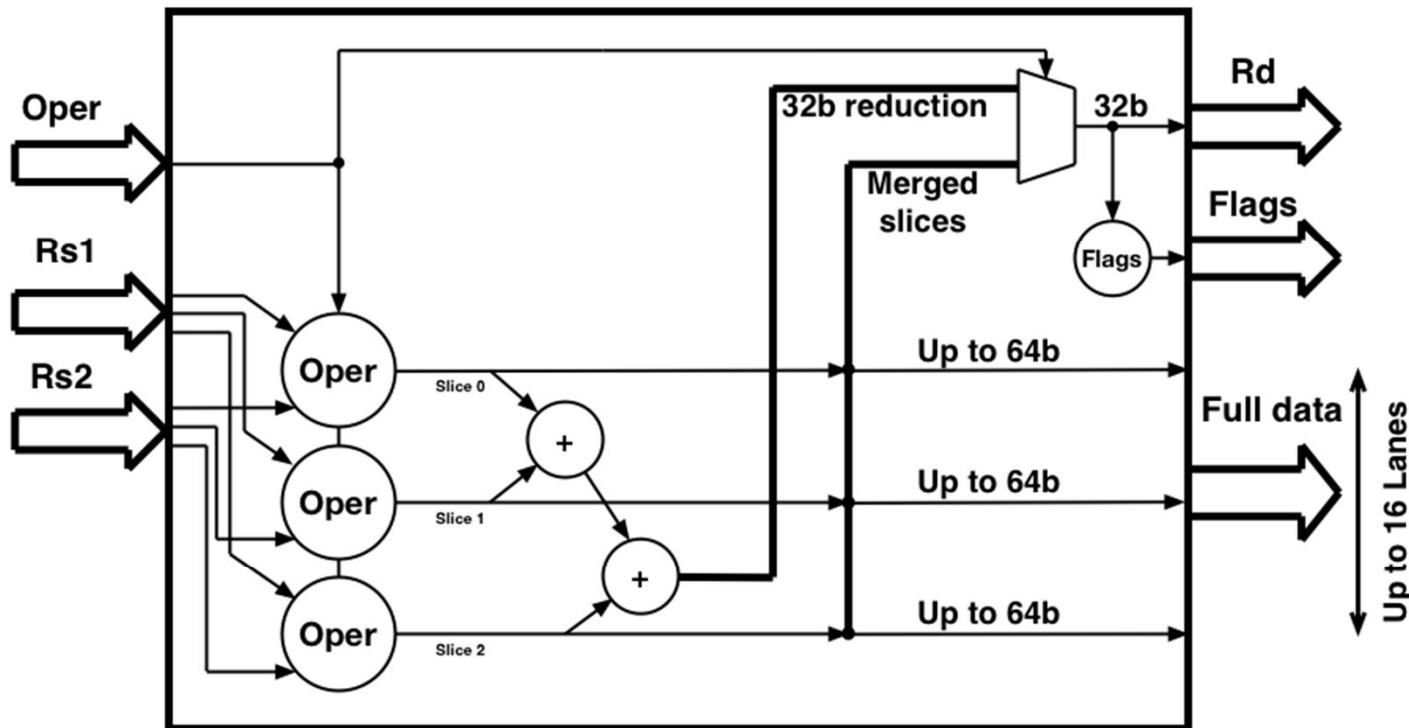 Oper
Rs1
Rs2
32b reduction
Merged
slices
32b
Rd
Flags
Flags
Oper
Slice 0
+
Up to 64b
Oper
Slice 1
+
Up to 64b
Oper
Slice 2
Up to 64b
Full data
Up to 16 Lanes